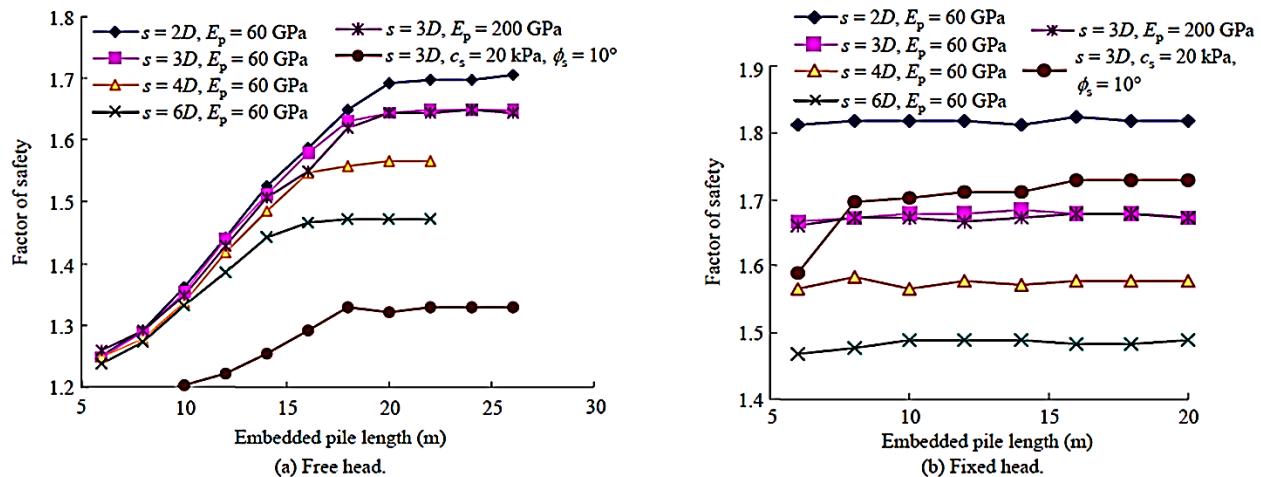 1.8
1.7
1.6
1.5
1.4
1.3
1.2
5
10
15
20
25
30
Factor of safety
Embedded pile length (m)
s = 2D, Ep = 60 GPa
s = 3D, Ep = 60 GPa
s = 4D, Ep = 60 GPa
s = 6D, Ep = 60 GPa
s = 3D, Ep = 200 GPa
s = 3D, cs = 20 kPa, ϕs = 10°
(a) Free head.
s = 2D, Ep = 60 GPa
s = 3D, Ep = 60 GPa
s = 4D, Ep = 60 GPa
s = 6D, Ep = 60 GPa
s = 3D, Ep = 200 GPa
s = 3D, cs = 20 kPa,
ϕs = 10°
1.9
1.8
1.7
1.6
1.5
1.4
5
10
15
20
Factor of safety
Embedded pile length (m)
(b) Fixed head.